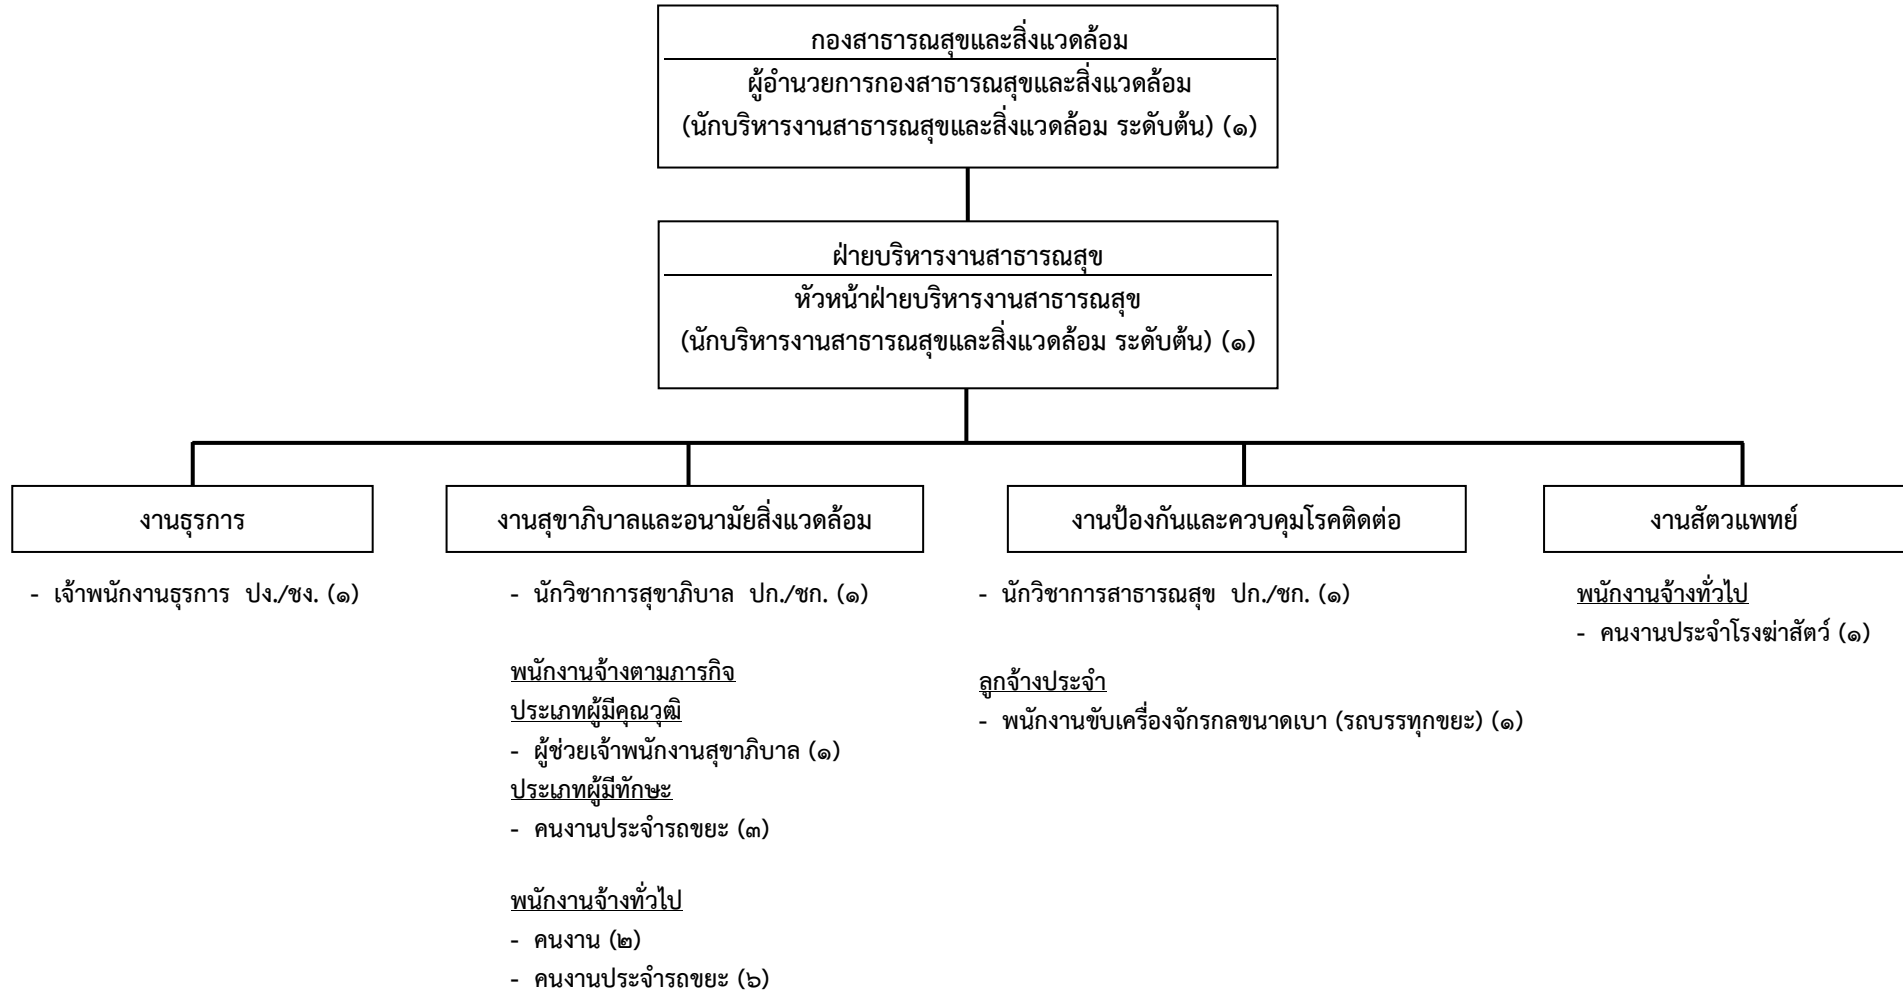 กองสาธารณสุขและสิ่งแวดล้อม
ผู้อำนวยการกองสาธารณสุขและสิ่งแวดล้อม
(นักบริหารงานสาธารณสุขและสิ่งแวดล้อม ระดับต้น) (๑)
ฝ่ายบริหารงานสาธารณสุข
หัวหน้าฝ่ายบริหารงานสาธารณสุข
(นักบริหารงานสาธารณสุขและสิ่งแวดล้อม ระดับต้น) (๑)
งานธุรการ
- เจ้าพนักงานธุรการ ปง./ชง. (๑)
งานสุขาภิบาลและอนามัยสิ่งแวดล้อม
- นักวิชาการสุขาภิบาล ปก./ชก. (๑)
พนักงานจ้างตามภารกิจ
ประเภทผู้มีคุณวุฒิ
- ผู้ช่วยเจ้าพนักงานสุขาภิบาล (๑)
ประเภทผู้มีทักษะ
- คนงานประจำรถขยะ (๓)
พนักงานจ้างทั่วไป
- คนงาน (๒)
- คนงานประจำรถขยะ (๖)
งานป้องกันและควบคุมโรคติดต่อ
- นักวิชาการสาธารณสุข ปก./ชก. (๑)
ลูกจ้างประจำ
- พนักงานขับเครื่องจักรกลขนาดเบา (รถบรรทุกขยะ) (๑)
งานสัตวแพทย์
พนักงานจ้างทั่วไป
- คนงานประจำโรงฆ่าสัตว์ (๑)